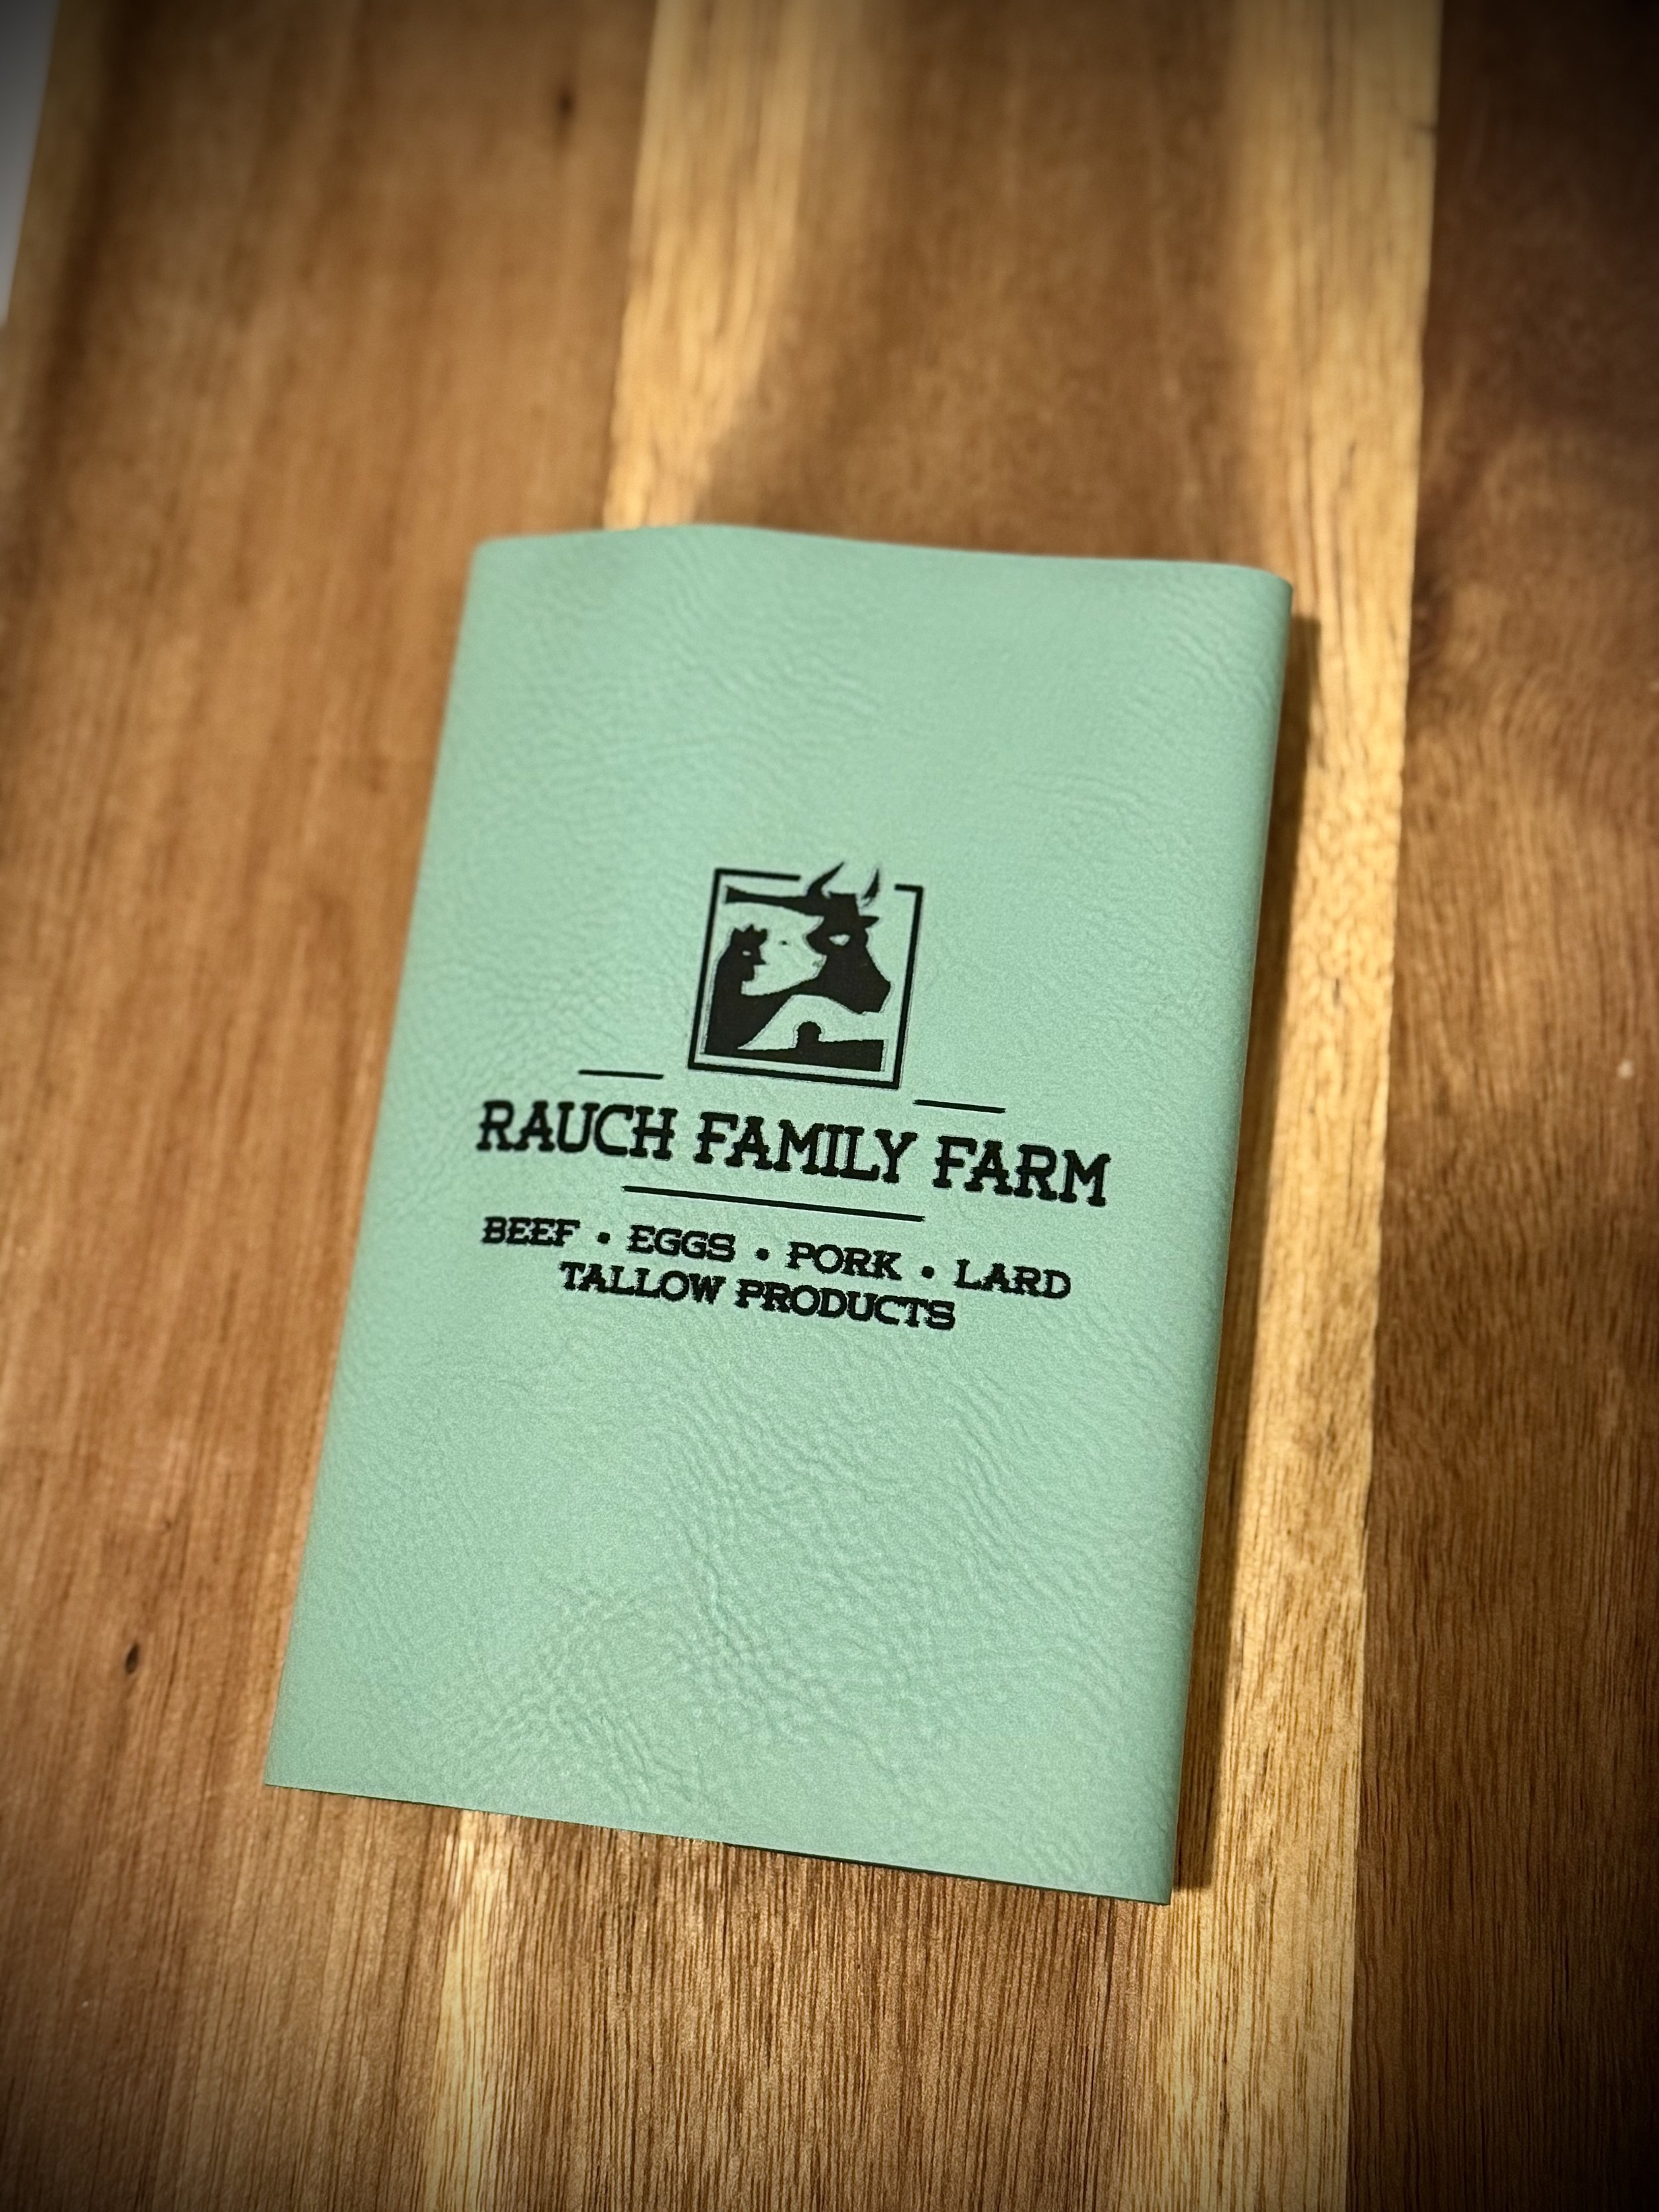 RAUCH FAMILY FARM
BEEF • EGGS • PORK • LARD
TALLOW PRODUCTS